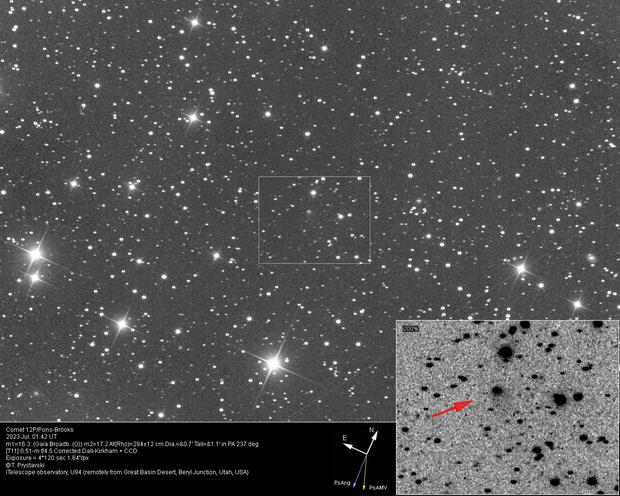 200%
Comet 12P/Pons-Brooks
2023 Jul. 01.42 UT
m1=16.3: (Gaia Broadb. (G)) m2=17.2 Af(Rho)=284±12 cm Dia.=&0.7' Tail=&1.1' in PA 237 deg
[T11] 0.51-m f/4.5 Corrected Dall-Kirkham + CCD
Exposure = 4*120 sec 1.64"/px
©T. Prystavski
iTelescope observatory, U94 (remotely from Great Basin Desert, Beryl Junction, Utah, USA)
N
E
PsAng
PsAMV